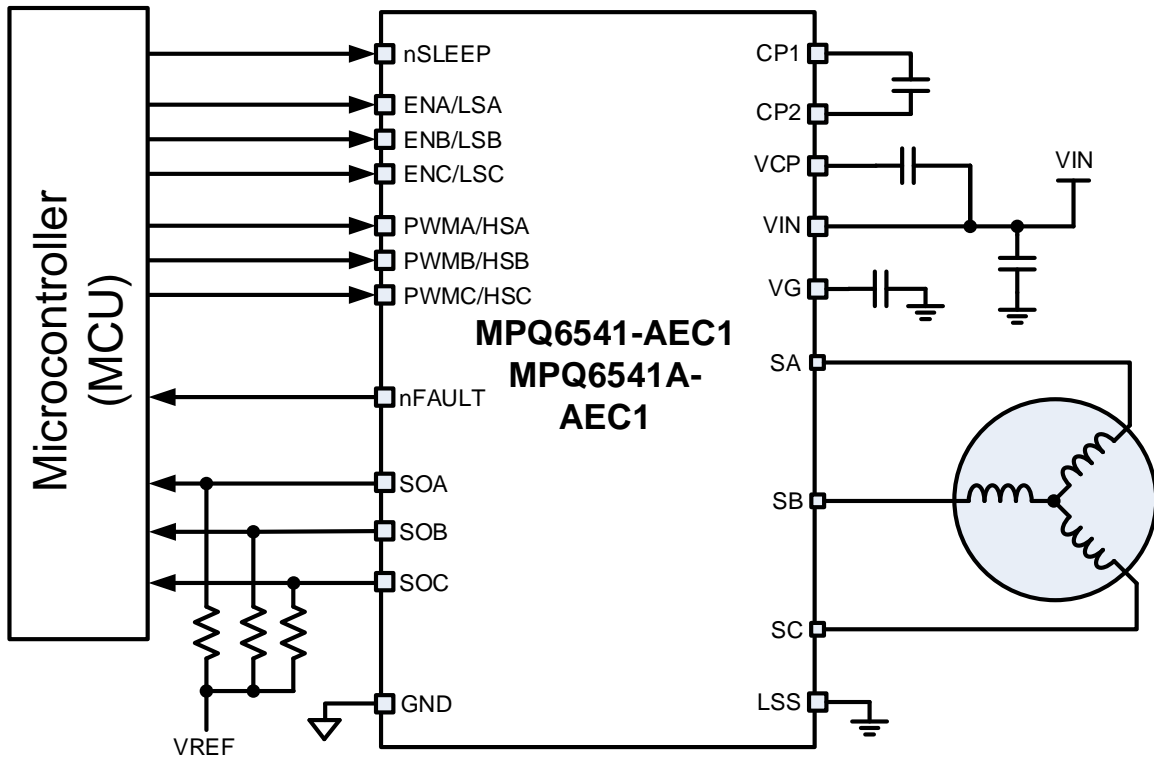 Microcontroller
(MCU)
nSLEEP
ENA/LSA
ENB/LSB
ENC/LSC
PWMA/HSA
PWMB/HSB
PWMC/HSC
nFAULT
SOA
SOB
SOC
GND
VREF
MPQ6541-AEC1
MPQ6541A-
AEC1
CP1
CP2
VCP
VIN
VG
SA
SB
SC
LSS
VIN